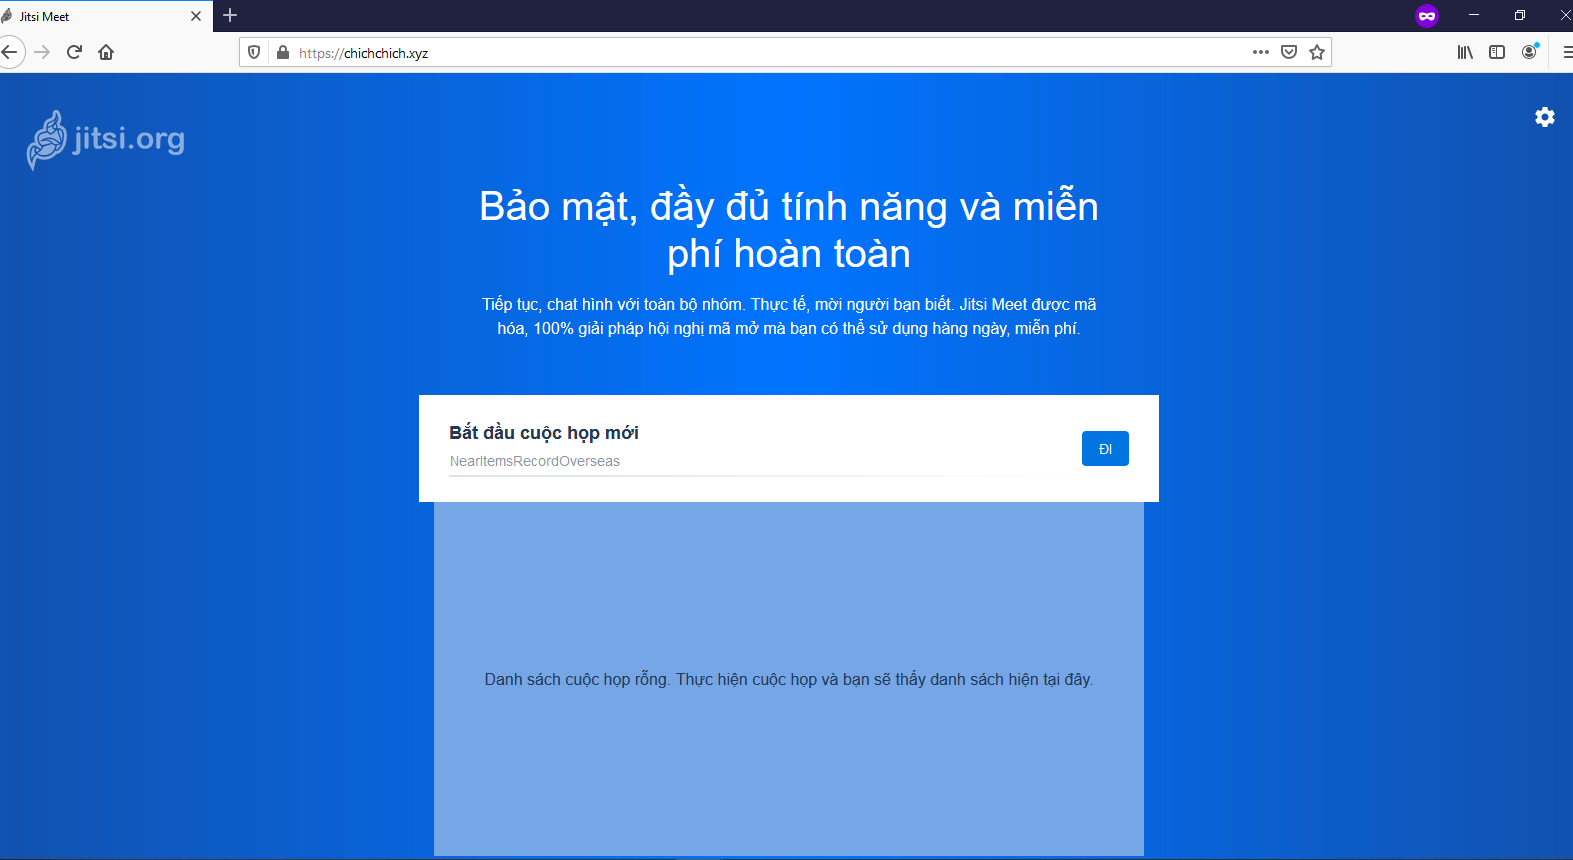 Jitsi Meet
https://chichchich.xyz
jitsi.org
Bảo mật, đầy đủ tính năng và miễn
phí hoàn toàn
Tiếp tục, chat hình với toàn bộ nhóm. Thực tế, mời người bạn biết. Jitsi Meet được mã
hóa, 100% giải pháp hội nghị mã mở mà bạn có thể sử dụng hàng ngày, miễn phí.
Bắt đầu cuộc họp mới
NearItemsRecordOverseas
ĐI
Danh sách cuộc họp rỗng. Thực hiện cuộc họp và bạn sẽ thấy danh sách hiện tại đây.